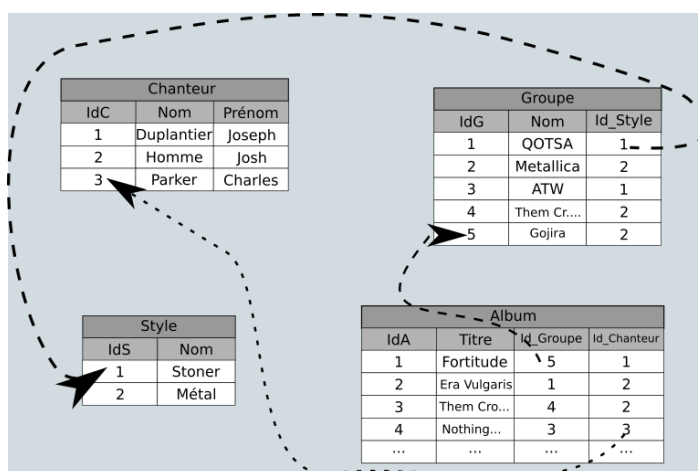 Chanteur
IdC Nom Prénom
1 Duplantier Joseph
2 Homme Josh
3 Parker Charles
Groupe
IdG Nom Id_Style
1 QOTSA 1
2 Metallica 2
3 ATW 1
4 Them Cr.... 2
5 Gojira 2
Style
IdS Nom
1 Stoner
2 Métal
Album
IdA Titre Id_Groupe Id_Chanteur
1 Fortitude 5 1
2 Era Vulgaris 1 2
3 Them Cro... 4 2
4 Nothing... 3 3
... ... ... ...